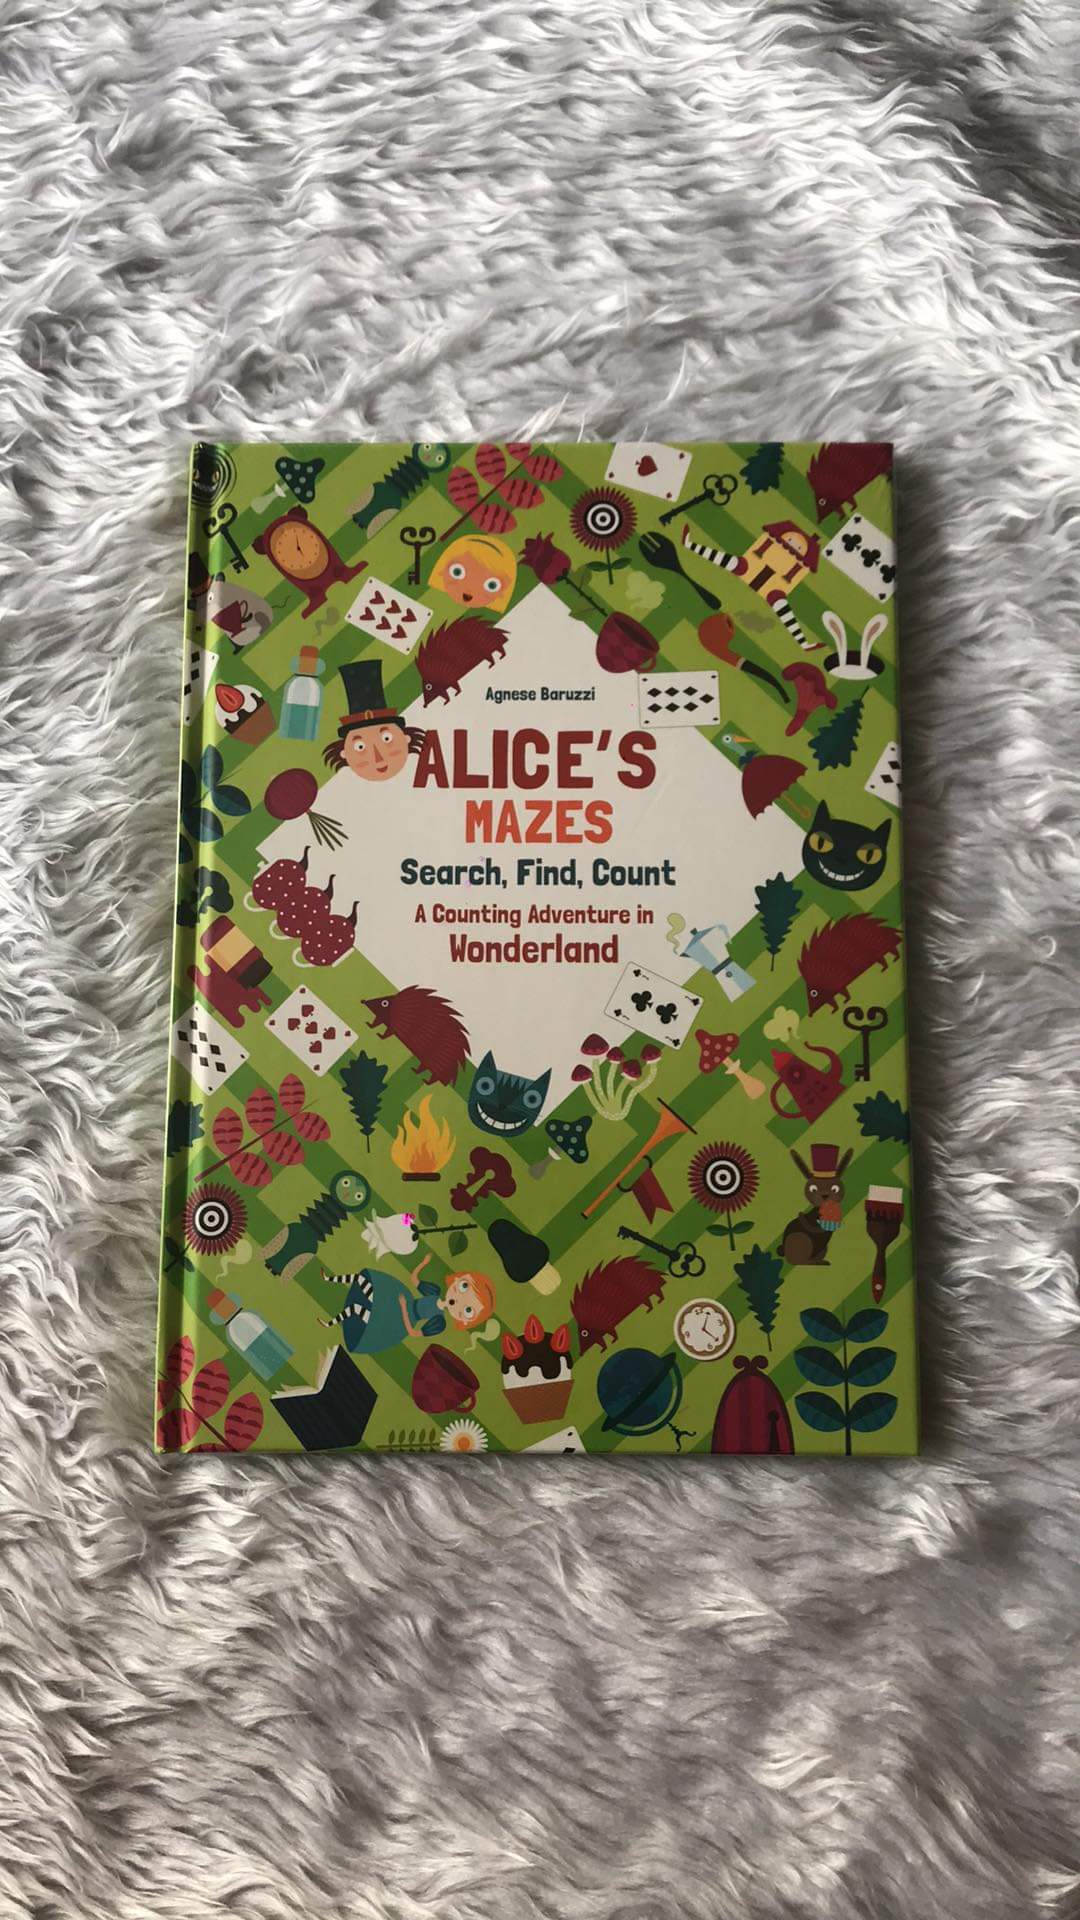 Agnese Baruzzi
ALICE'S
MAZES
Search, Find, Count
A Counting Adventure in
Wonderland